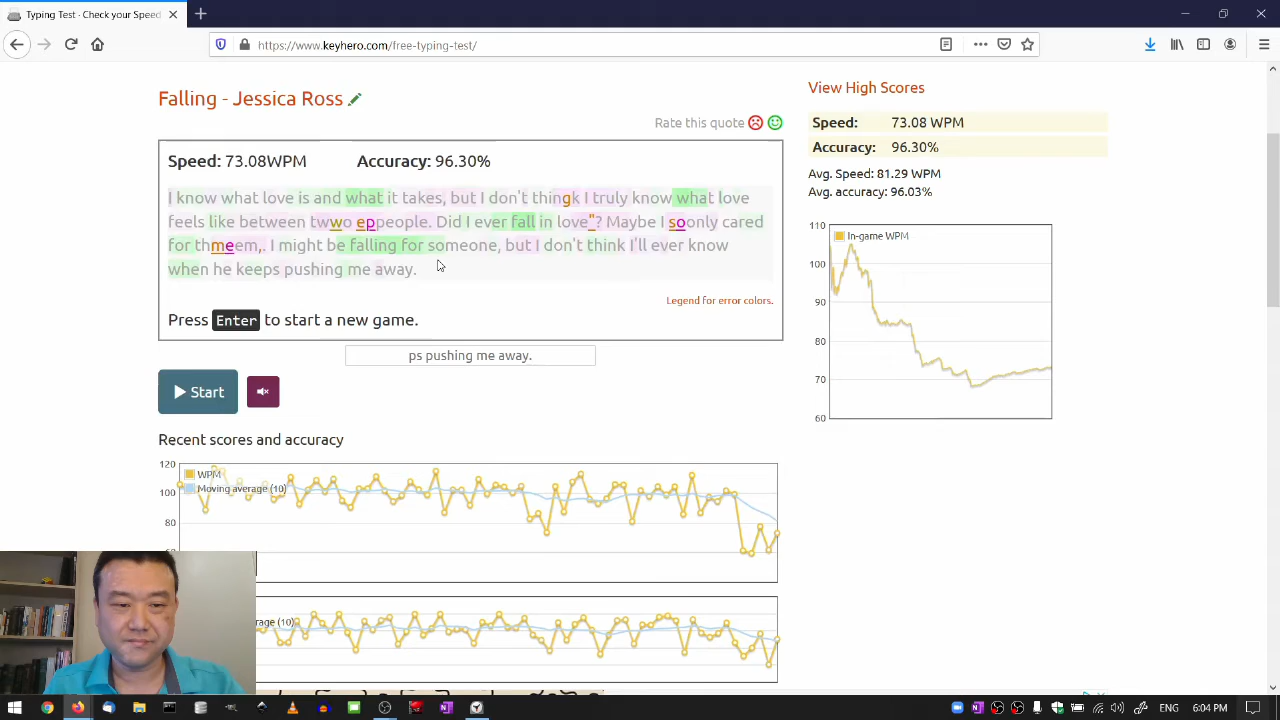 Typing Test - Check your Speed
https://www.keyhero.com/free-typing-test/
Falling - Jessica Ross
Rate this quote
Speed: 73.08WPM Accuracy: 96.30%
I know what love is and what it takes, but I don't thingk I truly know what love
feels like between twwo eppeople. Did I ever fall in love"? Maybe I soonly cared
for thmeem,. I might be falling for someone, but I don't think I'll ever know
when he keeps pushing me away.
Legend for error colors.
Press Enter to start a new game.
ps pushing me away.
Start
Recent scores and accuracy
120
WPM
Moving average (10)
100
80
rage (10)
View High Scores
Speed: 73.08 WPM
Accuracy: 96.30%
Avg. Speed: 81.29 WPM
Avg. accuracy: 96.03%
110
In-game WPM
100
90
80
70
60
ENG
6:04 PM